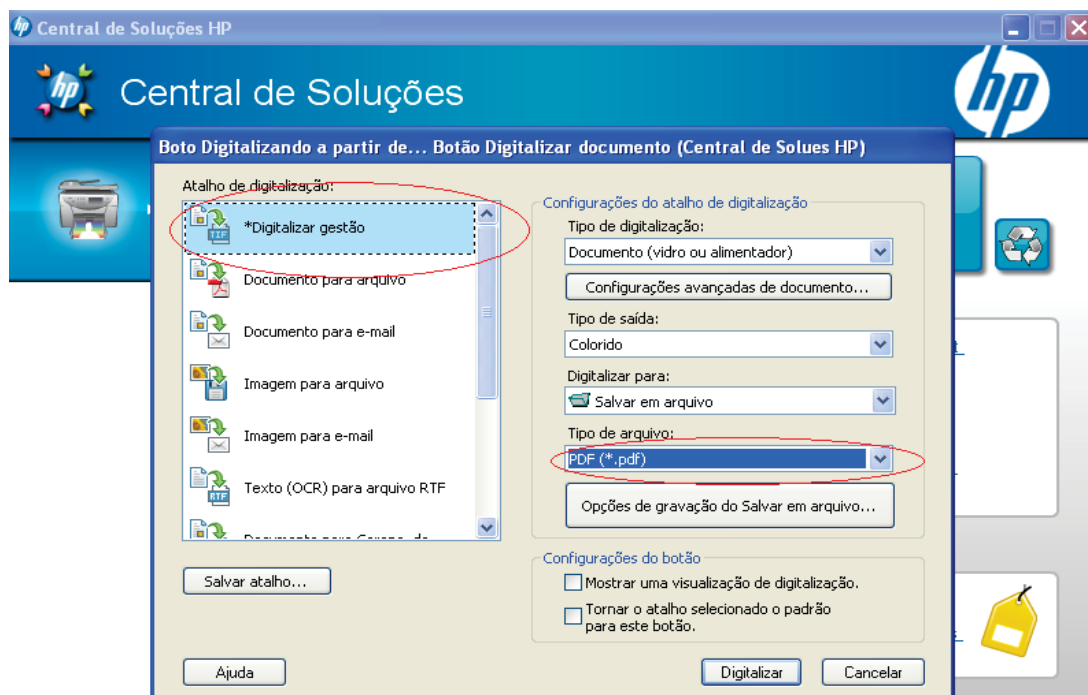 Central de Soluções HP
hp
Central de Soluções
hp
Boto Digitalizando a partir de... Botão Digitalizar documento (Central de Solues HP)
Atalho de digitalização:
TIF
*Digitalizar gestão
Documento para arquivo
Documento para e-mail
Imagem para arquivo
Imagem para e-mail
RTF
Texto (OCR) para arquivo RTF
Salvar atalho...
Ajuda
Configurações do atalho de digitalização
Tipo de digitalização:
Documento (vidro ou alimentador)
Configurações avançadas de documento...
Tipo de saída:
Colorido
Digitalizar para:
Salvar em arquivo
Tipo de arquivo:
PDF (*.pdf)
Opções de gravação do Salvar em arquivo...
Configurações do botão
Mostrar uma visualização de digitalização.
Tornar o atalho selecionado o padrão
para este botão.
Digitalizar
Cancelar